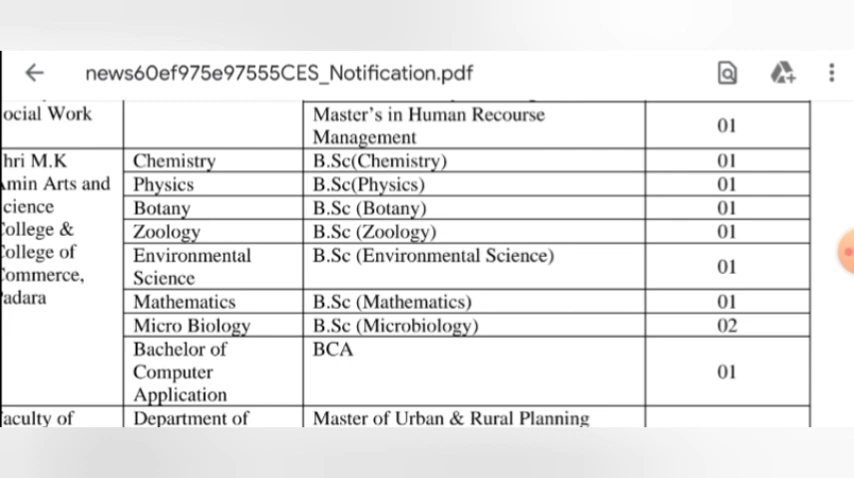 news60ef975e97555CES_Notification.pdf
ocial Work
Master's in Human Recourse
Management
01
hri M.K
min Arts and
cience
ollege &
ollege of
ommerce,
adara
Chemistry B.Sc(Chemistry) 01
Physics B.Sc(Physics) 01
Botany B.Sc (Botany) 01
Zoology B.Sc (Zoology) 01
Environmental
Science
B.Sc (Environmental Science)
01
Mathematics B.Sc (Mathematics) 01
Micro Biology B.Sc (Microbiology) 02
Bachelor of
Computer
Application
BCA
01
aculty of Department of Master of Urban & Rural Planning